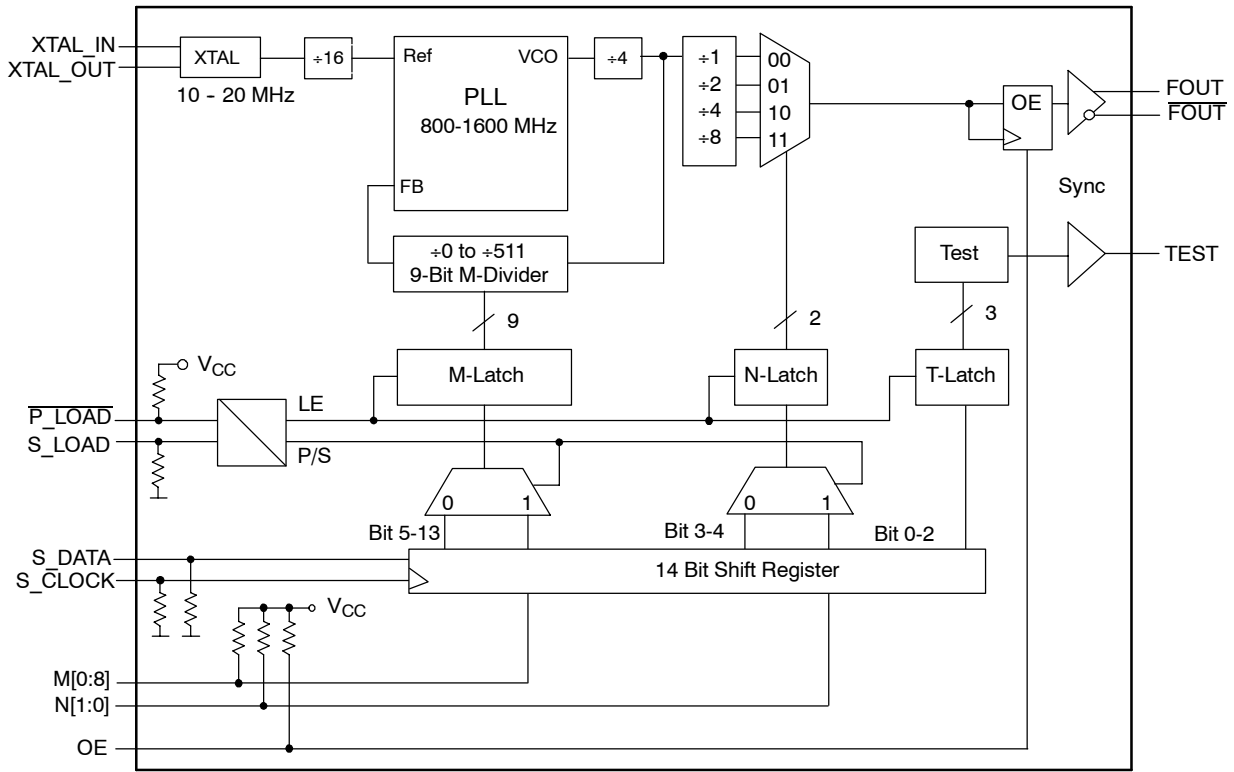 XTAL_IN
XTAL_OUT
XTAL
10 - 20 MHz
÷16
Ref
VCO
PLL
800-1600 MHz
FB
÷4
÷1
÷2
÷4
÷8
00
01
10
11
OE
FOUT
FOUT
Sync
÷0 to ÷511
9-Bit M-Divider
Test
TEST
9
2
3
VCC
M-Latch
N-Latch
T-Latch
P_LOAD
S_LOAD
LE
P/S
0
1
0
1
Bit 5-13
Bit 3-4
Bit 0-2
S_DATA
S_CLOCK
14 Bit Shift Register
VCC
M[0:8]
N[1:0]
OE